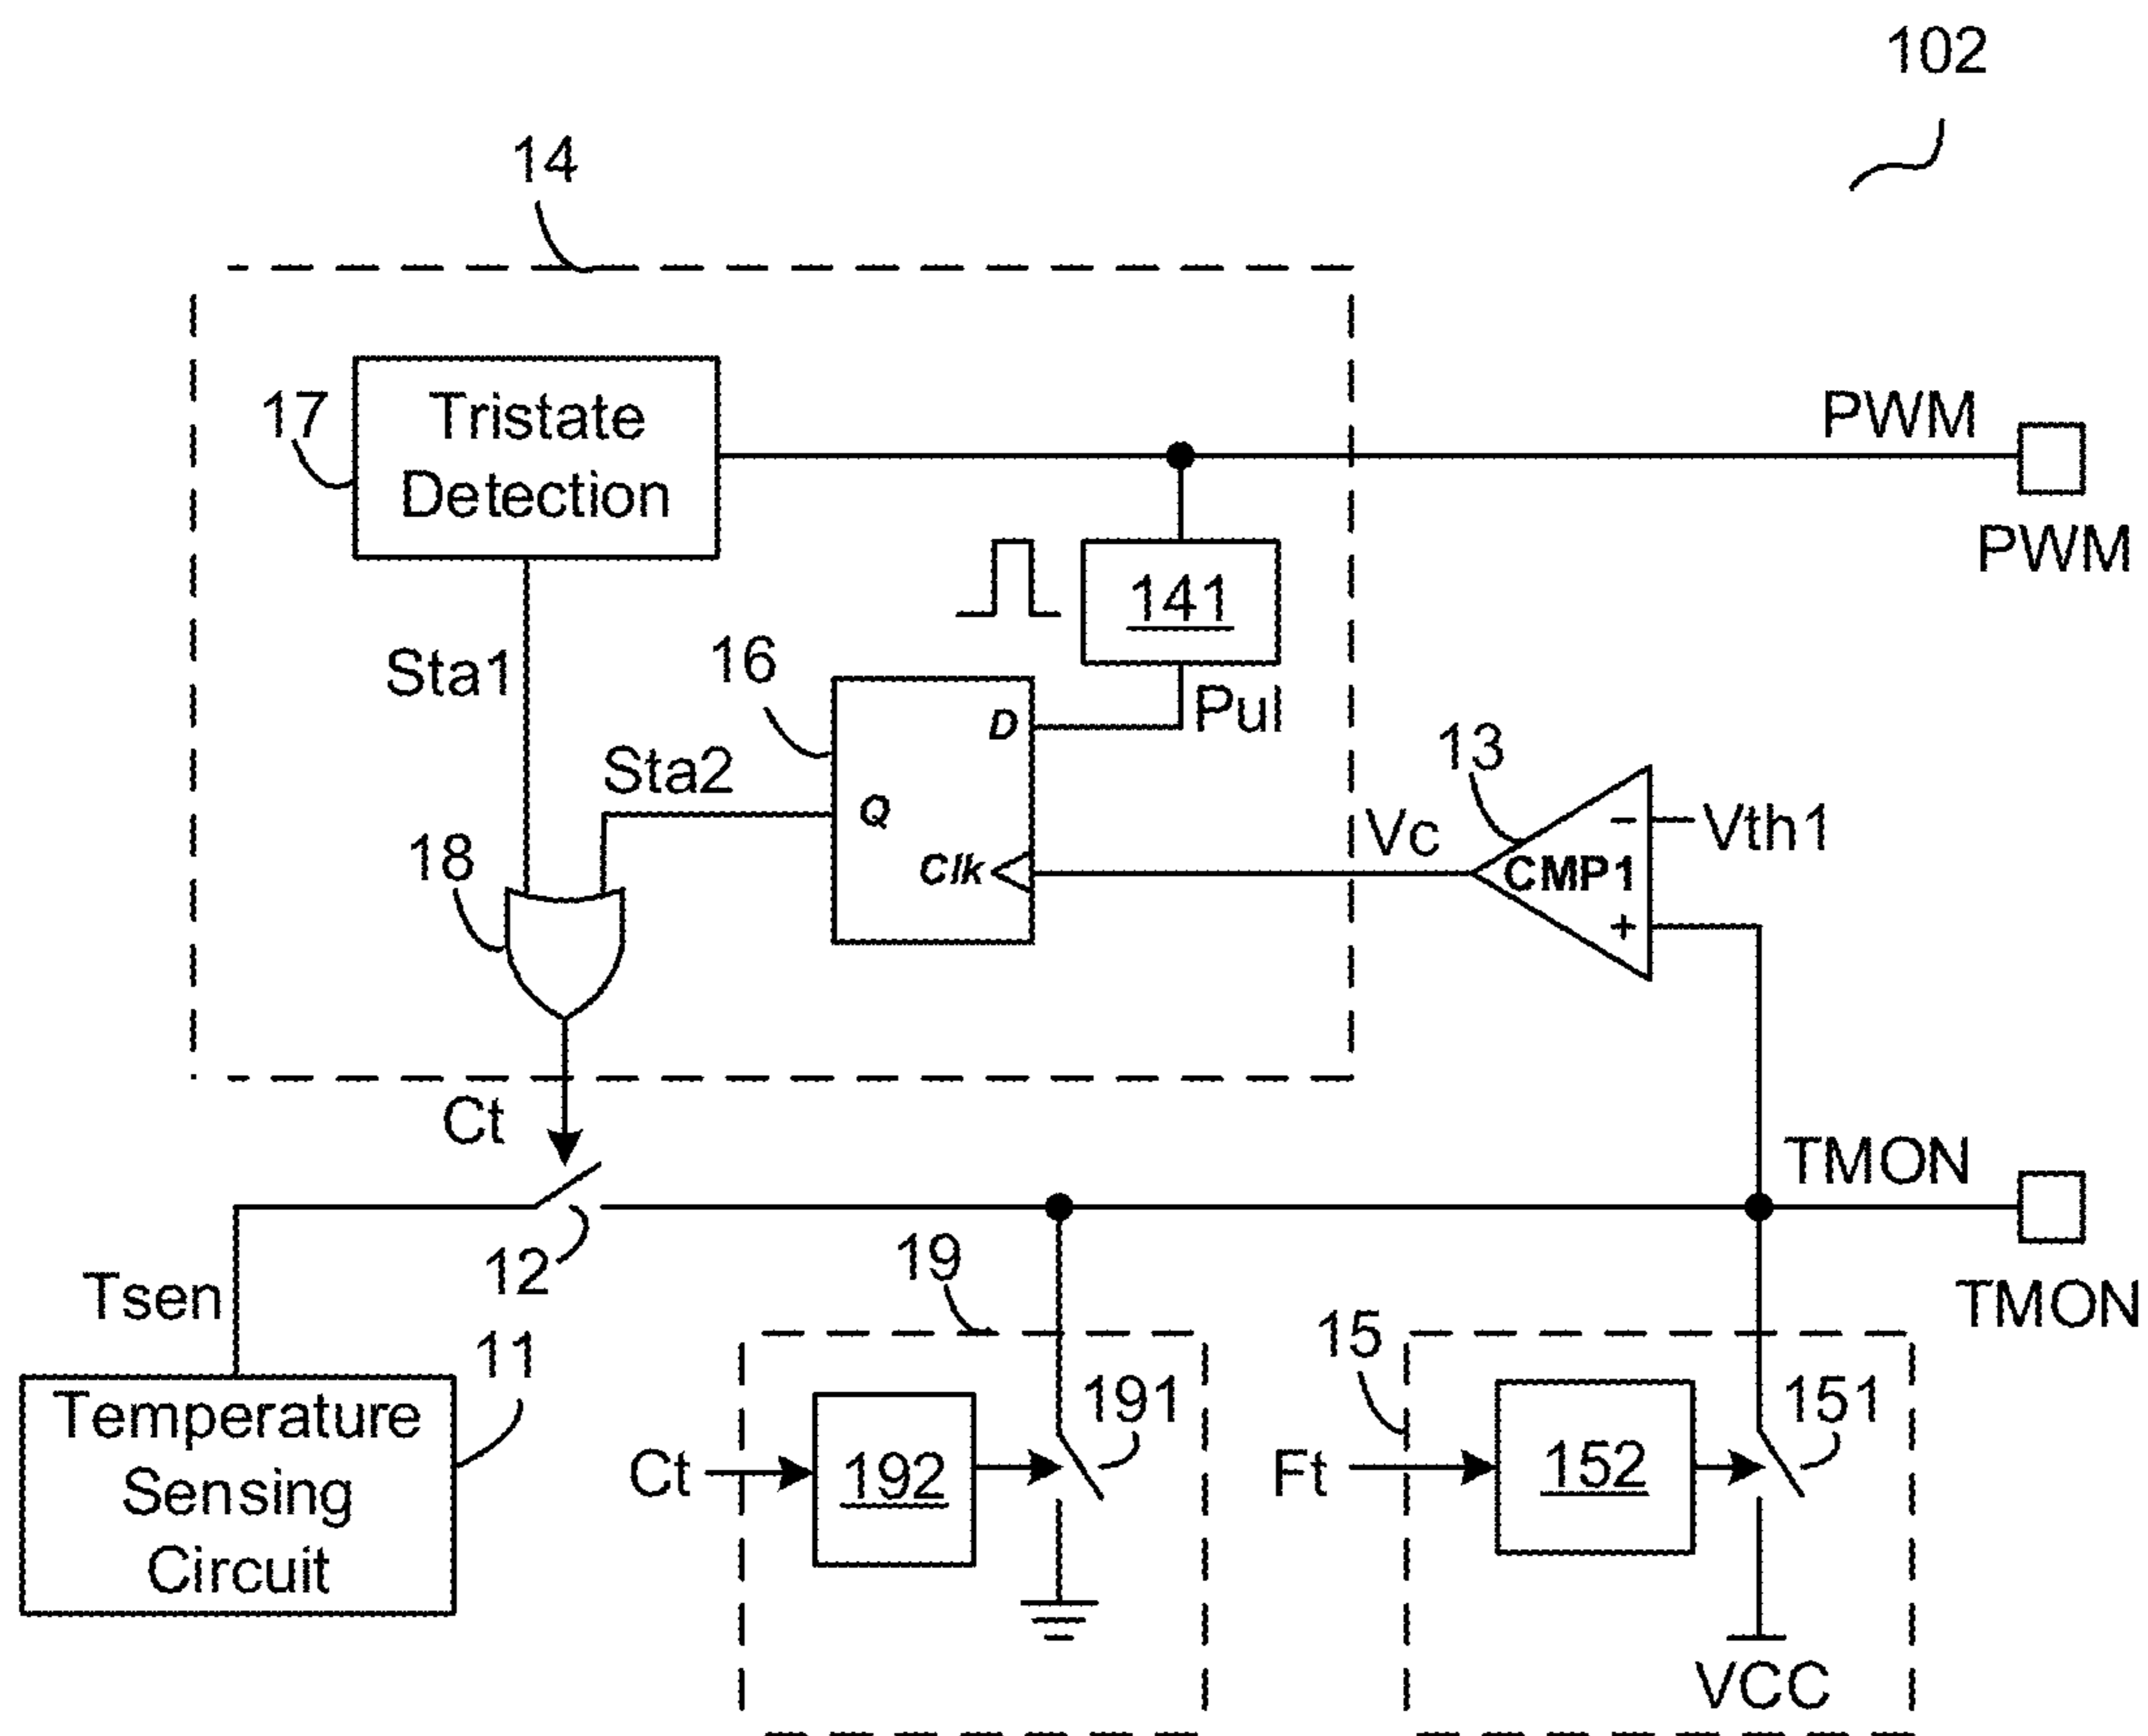 102
14
17
Tristate
Detection
PWM
PWM
141
Sta1
16
D
Pul
Sta2
Q
13
18
Clk
Vc
CMP1
−
Vth1
+
Ct
TMON
TMON
12
Tsen
19
11
15
Temperature
Sensing
Circuit
191
151
Ct
192
Ft
152
VCC